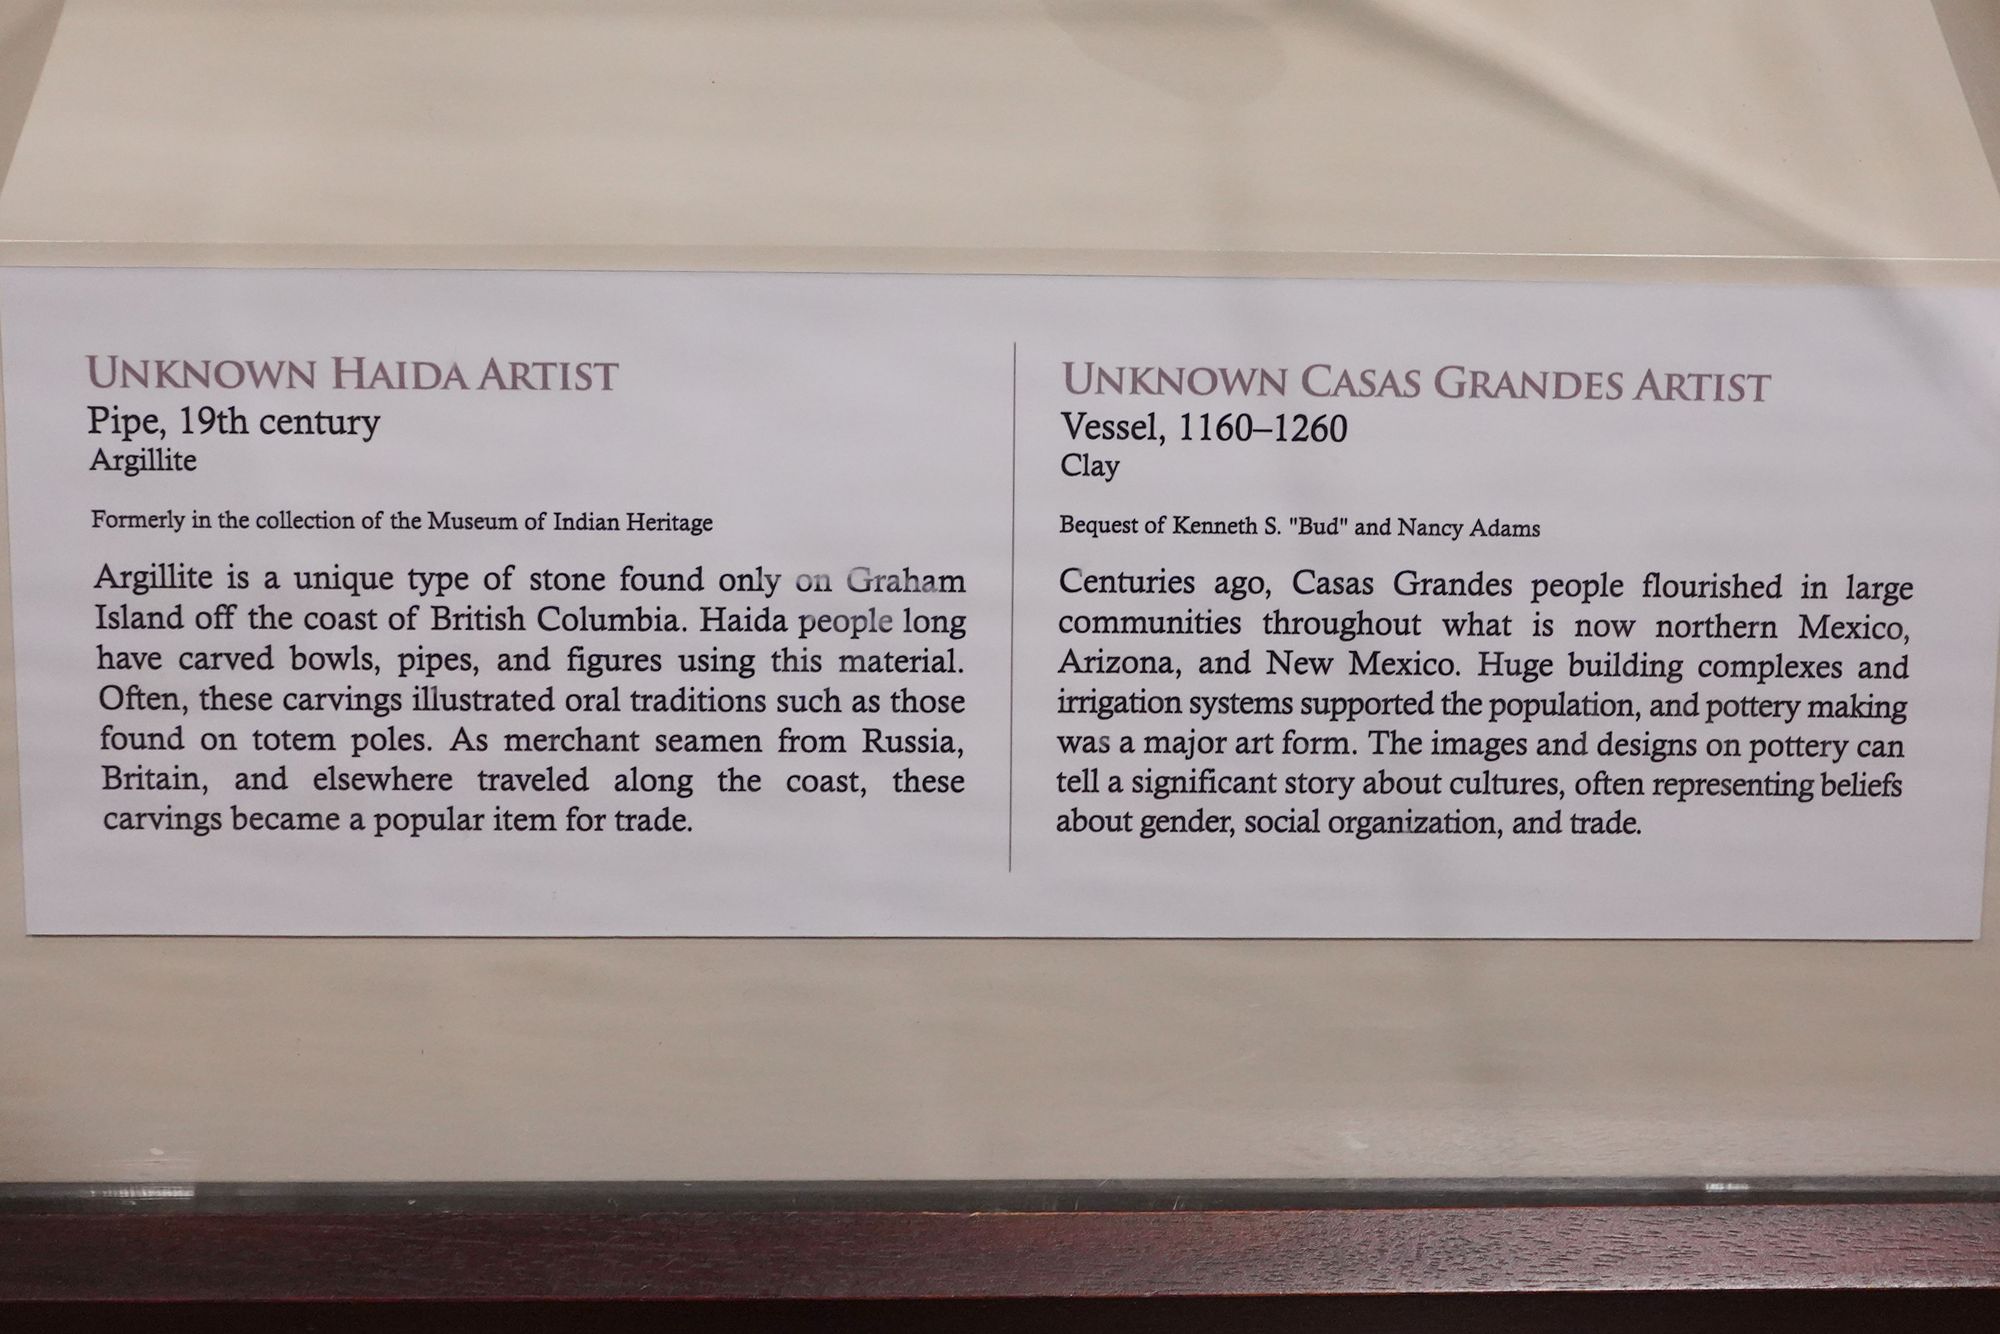 UNKNOWN HAIDA ARTIST
Pipe, 19th century
Argillite
Formerly in the collection of the Museum of Indian Heritage
Argillite is a unique type of stone found only on Graham
Island off the coast of British Columbia. Haida people long
have carved bowls, pipes, and figures using this material.
Often, these carvings illustrated oral traditions such as those
found on totem poles. As merchant seamen from Russia,
Britain, and elsewhere traveled along the coast, these
carvings became a popular item for trade.
UNKNOWN CASAS GRANDES ARTIST
Vessel, 1160–1260
Clay
Bequest of Kenneth S. "Bud" and Nancy Adams
Centuries ago, Casas Grandes people flourished in large
communities throughout what is now northern Mexico,
Arizona, and New Mexico. Huge building complexes and
irrigation systems supported the population, and pottery making
was a major art form. The images and designs on pottery can
tell a significant story about cultures, often representing beliefs
about gender, social organization, and trade.